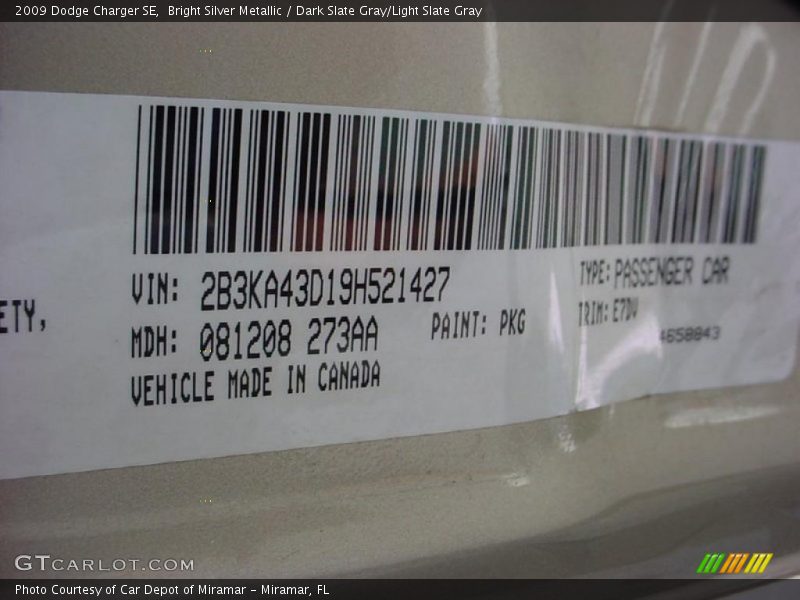 2009 Dodge Charger SE,  Bright Silver Metallic / Dark Slate Gray/Light Slate Gray
VIN: 2B3KA43D19H521427
TYPE: PASSENGER CAR
ETY,
MDH: 081208 273AA
PAINT: PKG
TRIM: E7DV
4658843
VEHICLE MADE IN CANADA
GTCARLOT.COM
Photo Courtesy of Car Depot of Miramar – Miramar, FL